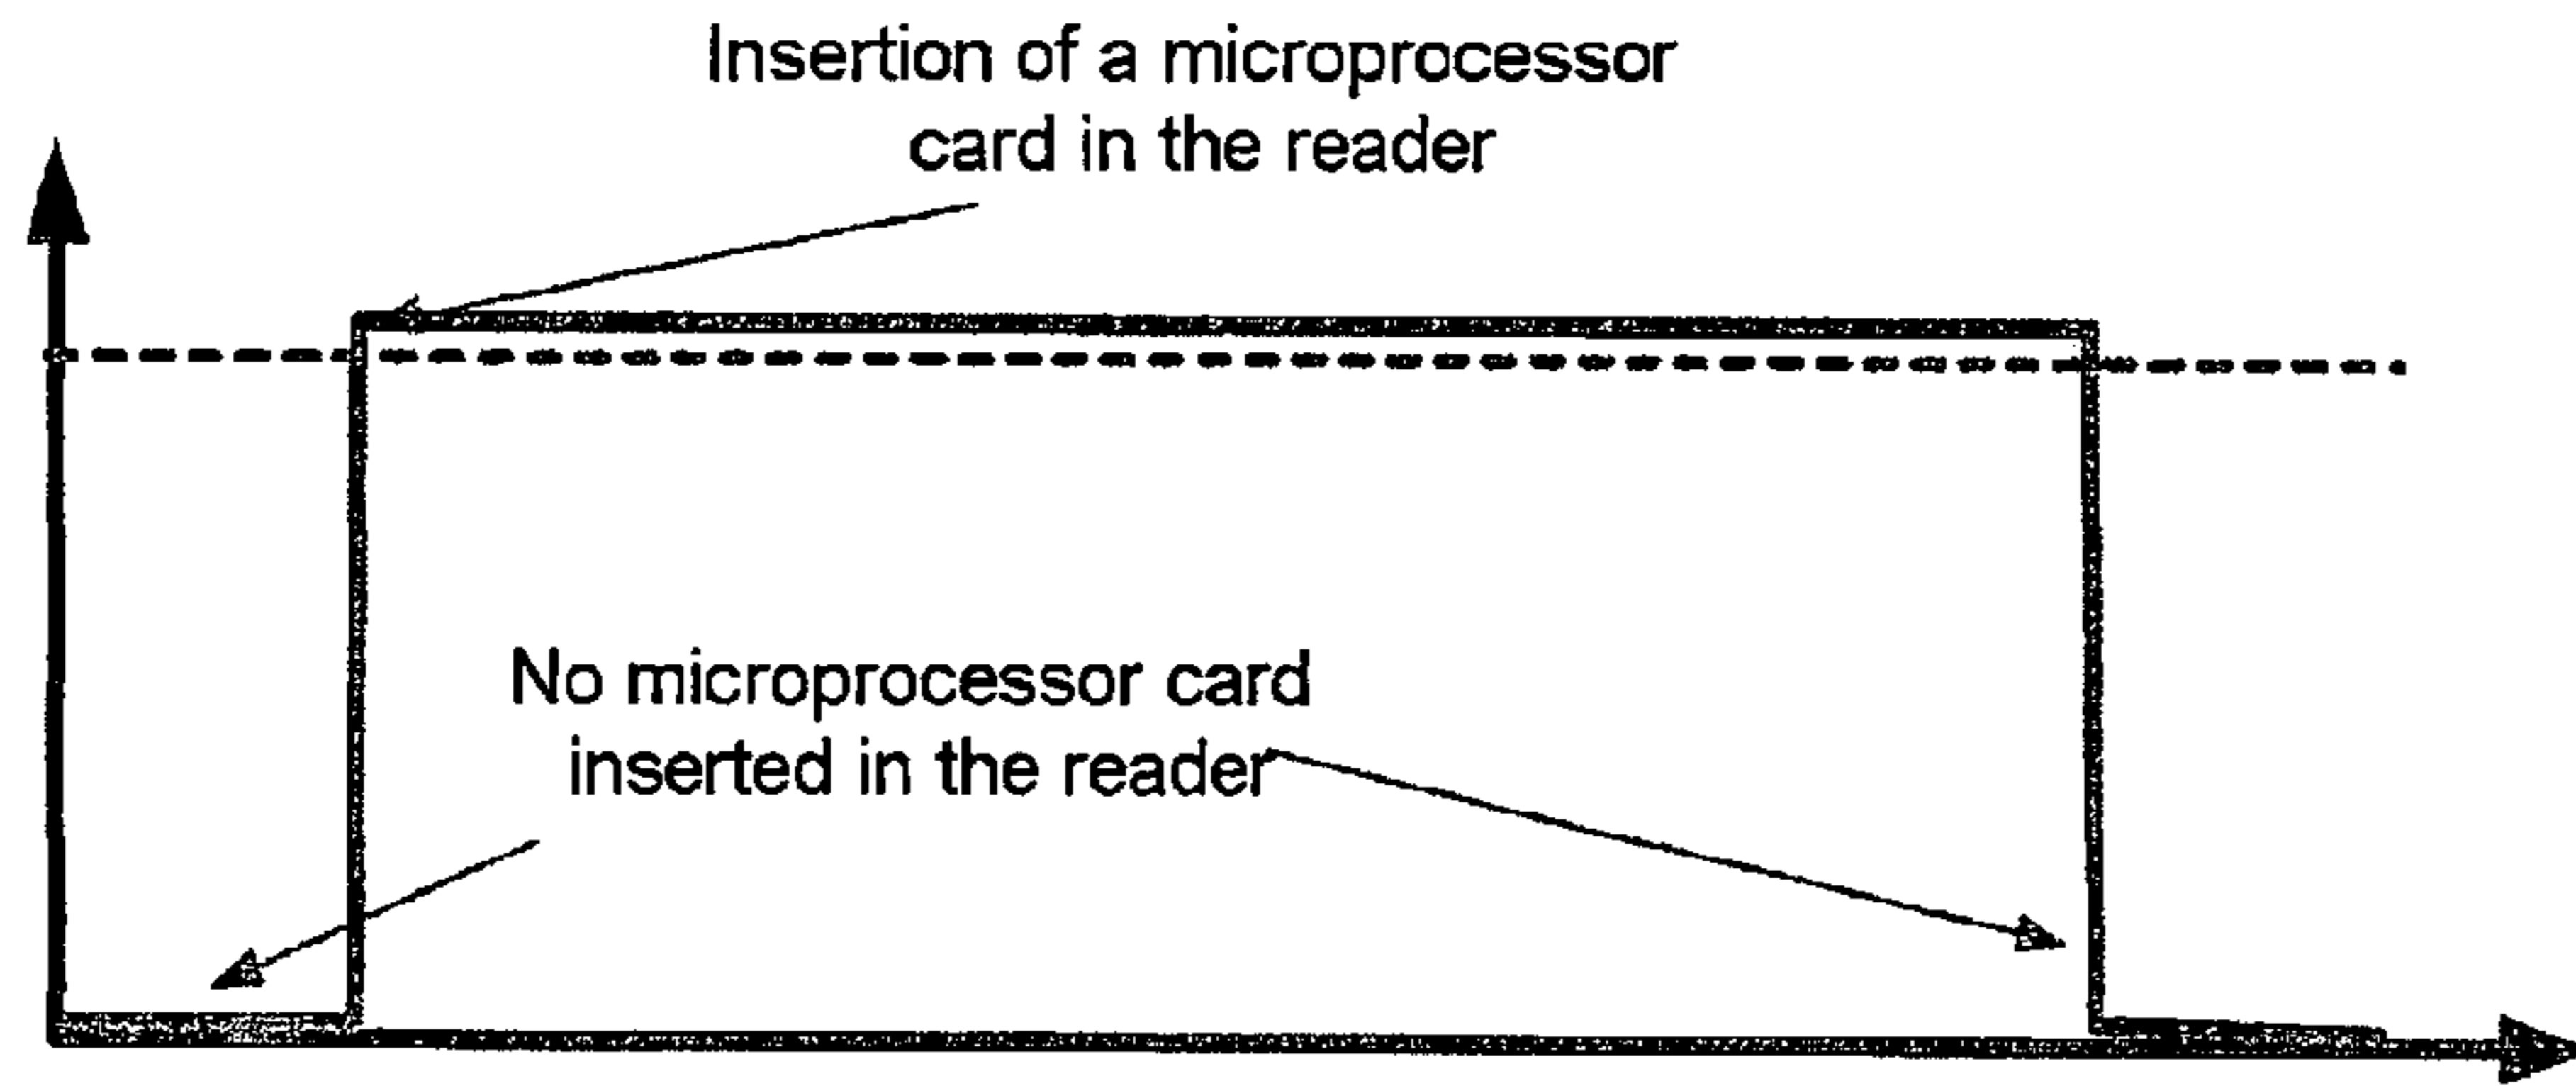 Insertion of a microprocessor
card in the reader
No microprocessor card
inserted in the reader